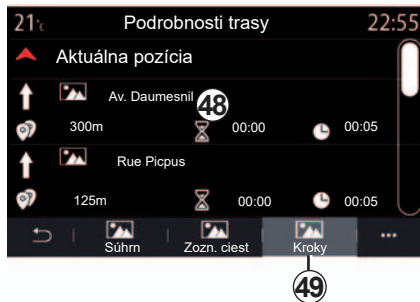 21°c Podrobnosti trasy 22:55
Aktuálna pozícia
Av. Daumesnil
48
300m 00:00 00:05
Rue Picpus
125m 00:00 00:05
Súhrn Zozn. ciest Kroky ...
49